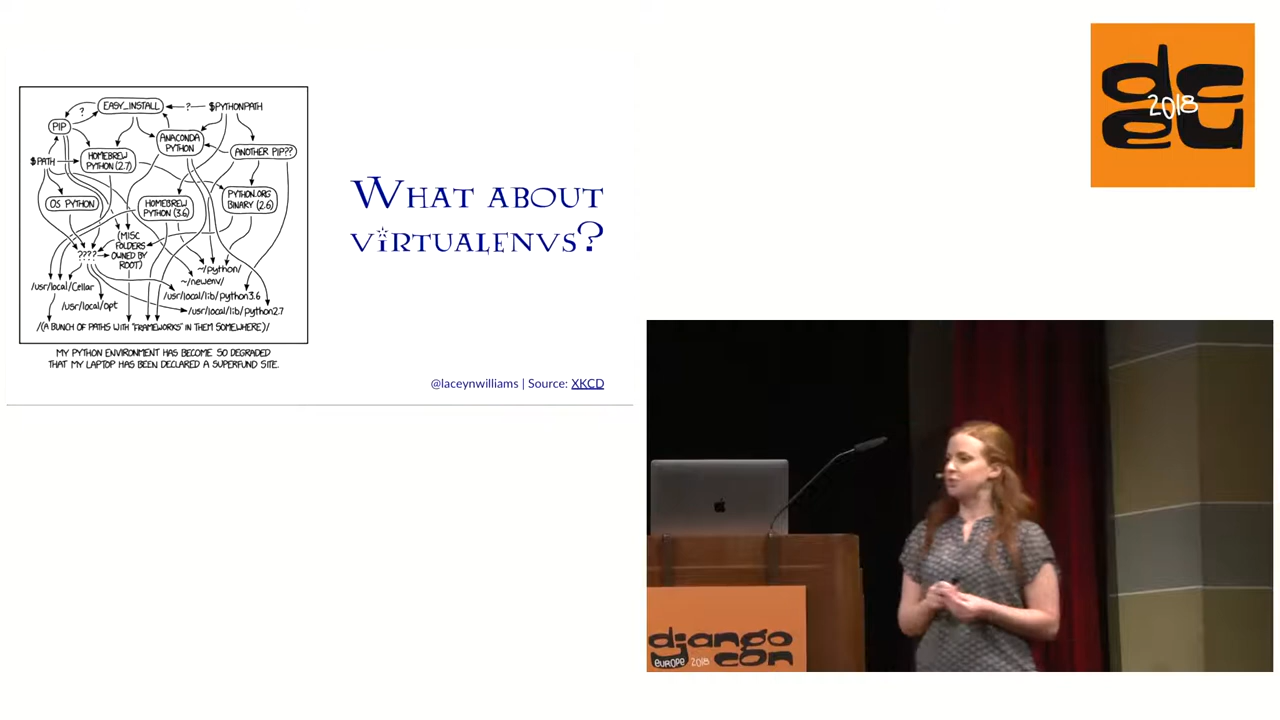 EASY_INSTALL
?
$PYTHONPATH
?
PIP
ANACONDA
PYTHON
ANOTHER PIP??
HOMEBREW
PYTHON (2.7)
$PATH
OS PYTHON
HOMEBREW
PYTHON (3.6)
PYTHON.ORG
BINARY (2.6)
(MISC
FOLDERS
OWNED BY
ROOT)
????
~/python/
~/newenv/
/usr/local/Cellar
/usr/local/lib/python3.6
/usr/local/opt
/usr/local/lib/python2.7
/(A BUNCH OF PATHS WITH "FRAMEWORKS" IN THEM SOMEWHERE)/
MY PYTHON ENVIRONMENT HAS BECOME SO DEGRADED
THAT MY LAPTOP HAS BEEN DECLARED A SUPERFUND SITE.
WHAT ABOUT
VIRTUALENVS?
@laceynwilliams | Source: XKCD
dc
2018
eu
django
europe 2018 con